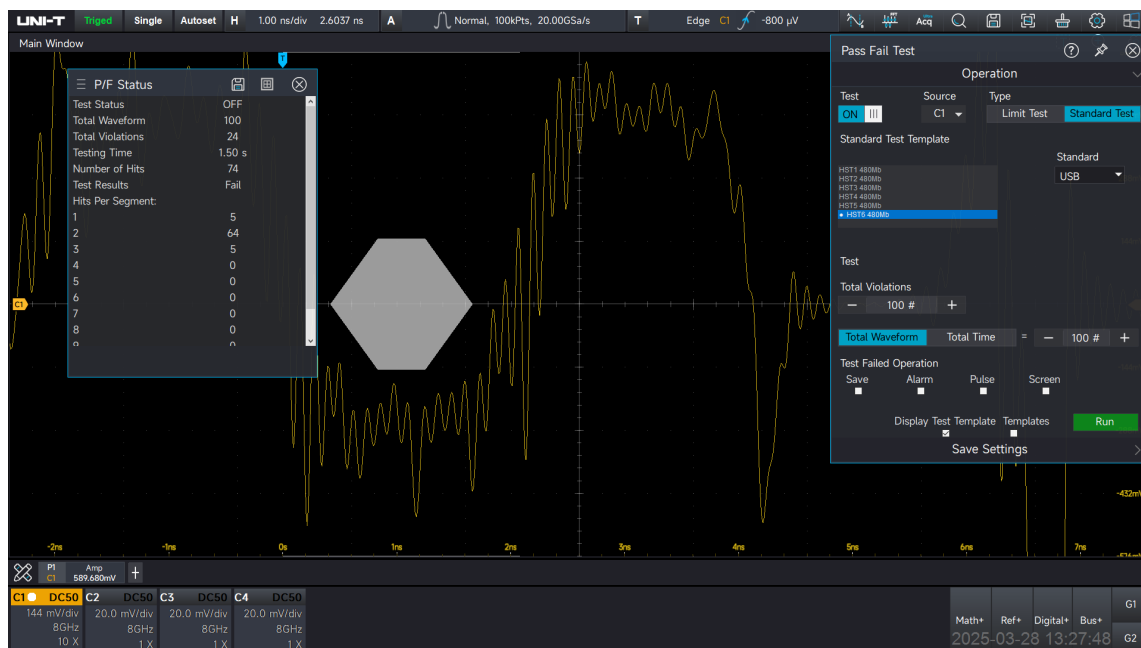 UNI-T Triged Single Autoset H 1.00 ns/div 2.6037 ns A Normal, 100kPts, 20.00GSa/s T Edge C1 -800 μV Acq
Main Window
P/F Status
Test Status OFF
Total Waveform 100
Total Violations 24
Testing Time 1.50 s
Number of Hits 74
Test Results Fail
Hits Per Segment:
1 5
2 64
3 5
4 0
5 0
6 0
7 0
8 0
T
C1
Pass Fail Test
Operation
Test Source Type
ON C1 Limit Test Standard Test
Standard Test Template
Standard
USB
HST1 480Mb
HST2 480Mb
HST3 480Mb
HST4 480Mb
HST5 480Mb
HST6 480Mb
Test
Total Violations
− 100 # +
Total Waveform Total Time = − 100 # +
Test Failed Operation
Save Alarm Pulse Screen
Display Test Template Templates Run
Save Settings
-432mV
-2ns -1ns 0s 1ns 2ns 3ns 4ns 5ns 6ns 7ns
P1 C1 Amp 589.680mV +
C1 DC50 C2 DC50 C3 DC50 C4 DC50
144 mV/div 20.0 mV/div 20.0 mV/div 20.0 mV/div
8GHz 8GHz 8GHz 8GHz
10 X 1 X 1 X 1 X
Math+ Ref+ Digital+ Bus+ G1
2025-03-28 13:27:48 G2